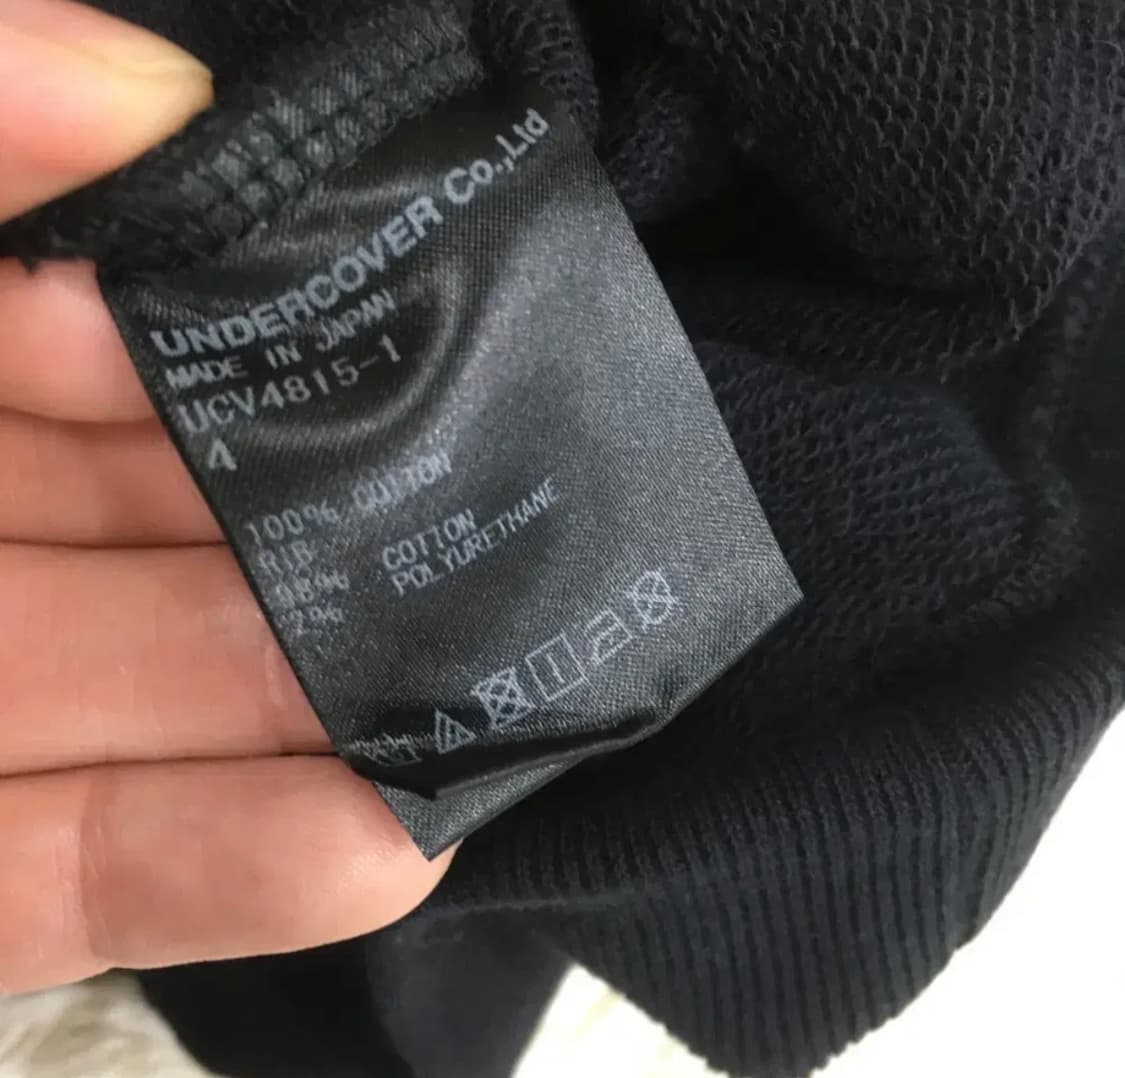 UNDERCOVER Co.,Ltd
MADE IN JAPAN
UCV4815-1
4
100% COTTON
RIB
98% COTTON
2% POLYURETHANE